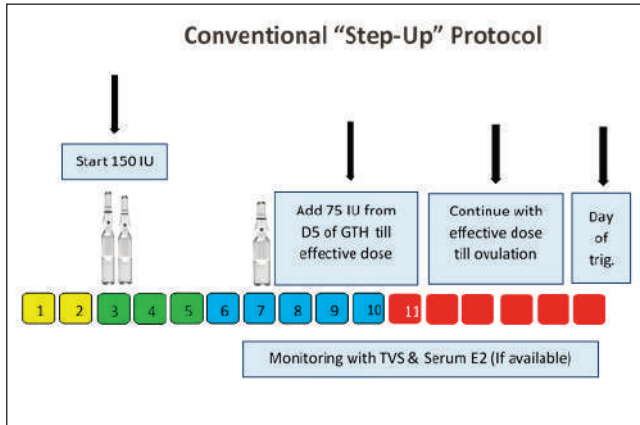 Conventional “Step-Up” Protocol
Start 150 IU
Add 75 IU from
D5 of GTH till
effective dose
Continue with
effective dose
till ovulation
Day
of
trig.
1 2 3 4 5 6 7 8 9 10 11
Monitoring with TVS & Serum E2 (If available)